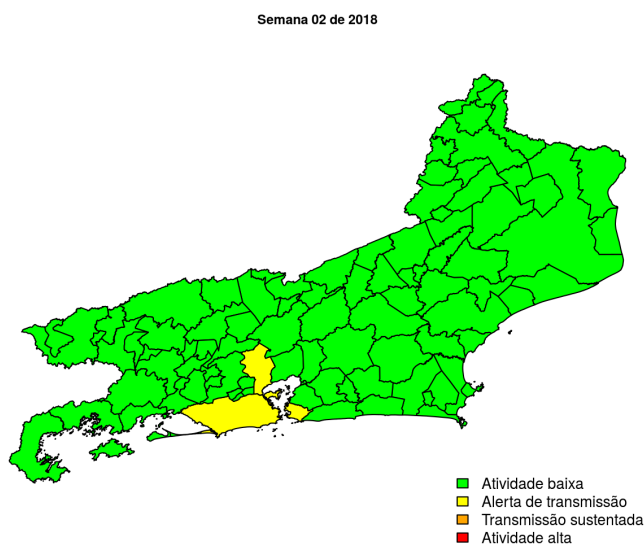 Semana 02 de 2018
Atividade baixa
Alerta de transmissão
Transmissão sustentada
Atividade alta